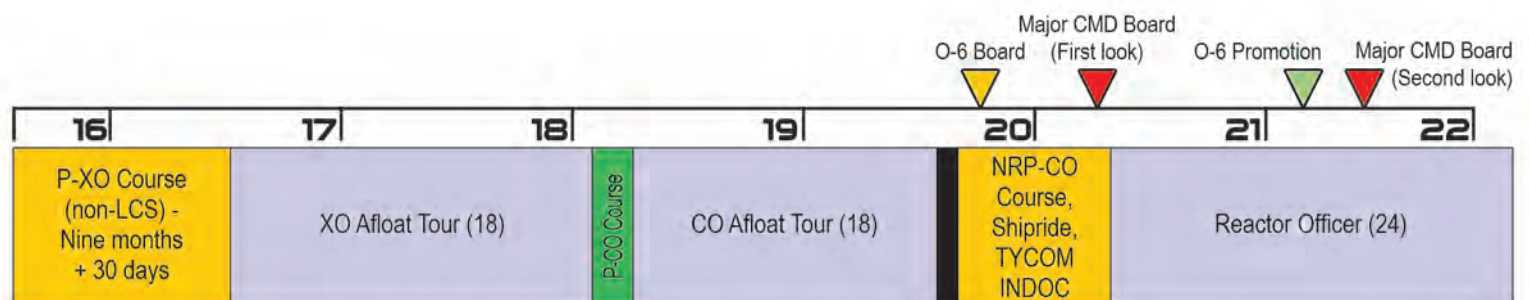 Major CMD Board
(First look)
O-6 Board
O-6 Promotion
Major CMD Board
(Second look)
16
17
18
19
20
21
22
P-XO Course
(non-LCS) -
Nine months
+ 30 days
XO Afloat Tour (18)
P-CO Course
CO Afloat Tour (18)
NRP-CO
Course,
Shipride,
TYCOM
INDOC
Reactor Officer (24)